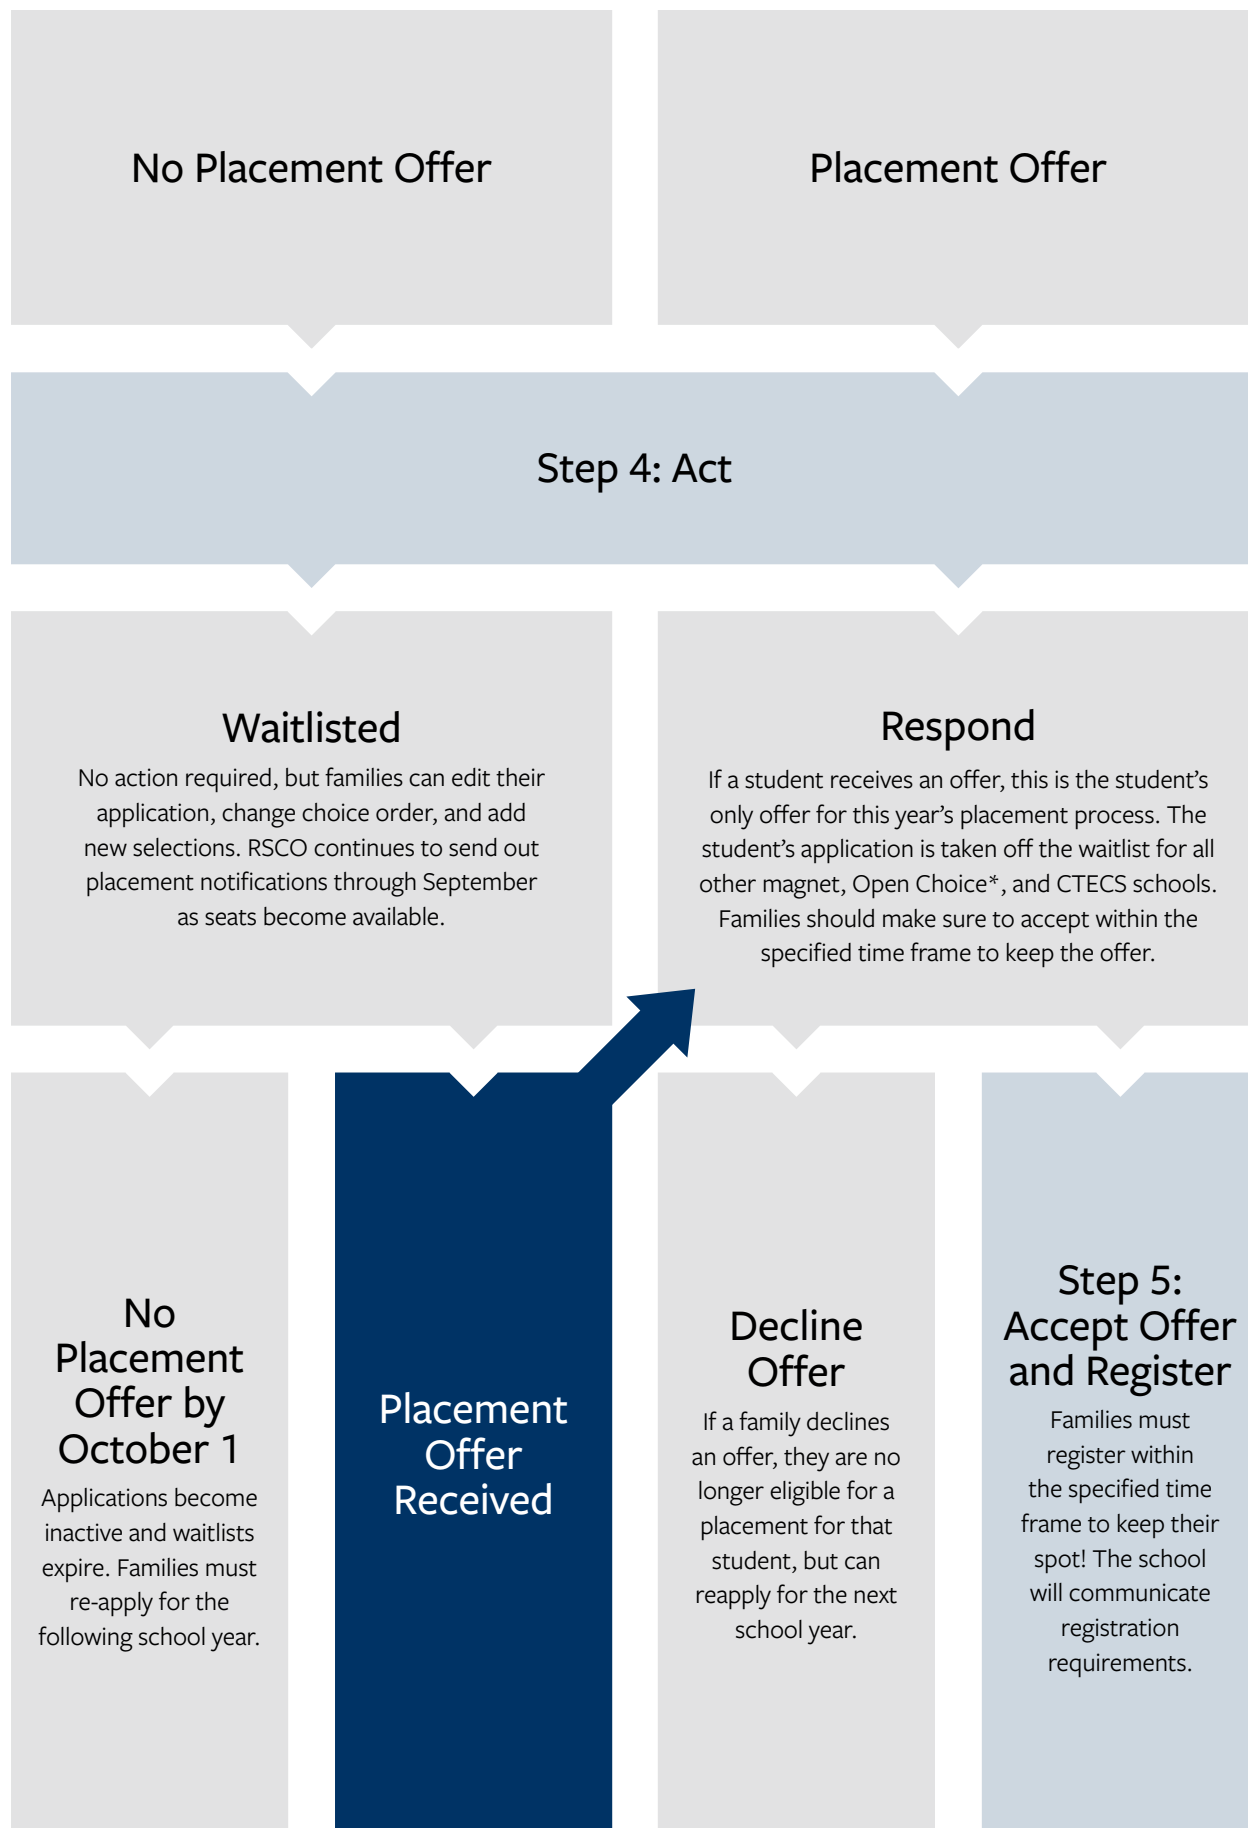 No Placement Offer
Placement Offer
Step 4: Act
Waitlisted
No action required, but families can edit their
application, change choice order, and add
new selections. RSCO continues to send out
placement notifications through September
as seats become available.
Respond
If a student receives an offer, this is the student’s
only offer for this year’s placement process. The
student’s application is taken off the waitlist for all
other magnet, Open Choice*, and CTECS schools.
Families should make sure to accept within the
specified time frame to keep the offer.
No
Placement
Offer by
October 1
Applications become
inactive and waitlists
expire. Families must
re-apply for the
following school year.
Placement
Offer
Received
Decline
Offer
If a family declines
an offer, they are no
longer eligible for a
placement for that
student, but can
reapply for the next
school year.
Step 5:
Accept Offer
and Register
Families must
register within
the specified time
frame to keep their
spot! The school
will communicate
registration
requirements.